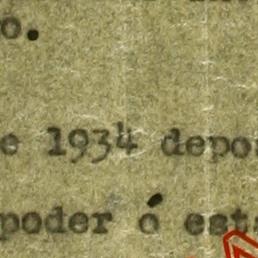 o.
e 1934 depo
poder ó est